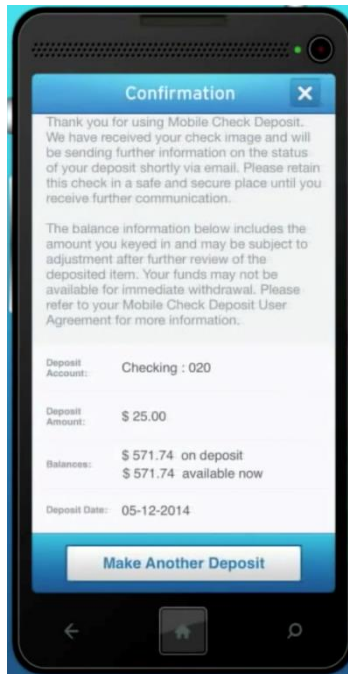 Confirmation
Thank you for using Mobile Check Deposit.
We have received your check image and will
be sending further information on the status
of your deposit shortly via email. Please retain
this check in a safe and secure place until you
receive further communication.
The balance information below includes the
amount you keyed in and may be subject to
adjustment after further review of the
deposited item. Your funds may not be
available for immediate withdrawal. Please
refer to your Mobile Check Deposit User
Agreement for more information.
Deposit
Account:
Checking : 020
Deposit
Amount:
$ 25.00
Balances:
$ 571.74 on deposit
$ 571.74 available now
Deposit Date: 05-12-2014
Make Another Deposit